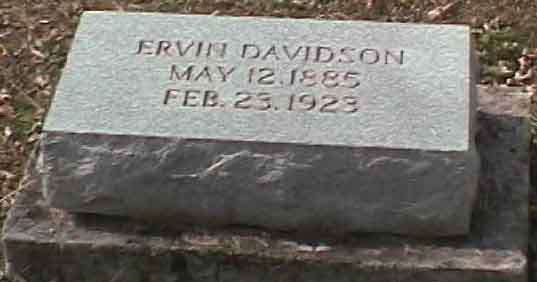 ERVIN DAVIDSON
MAY 12.1885
FEB. 23.1923